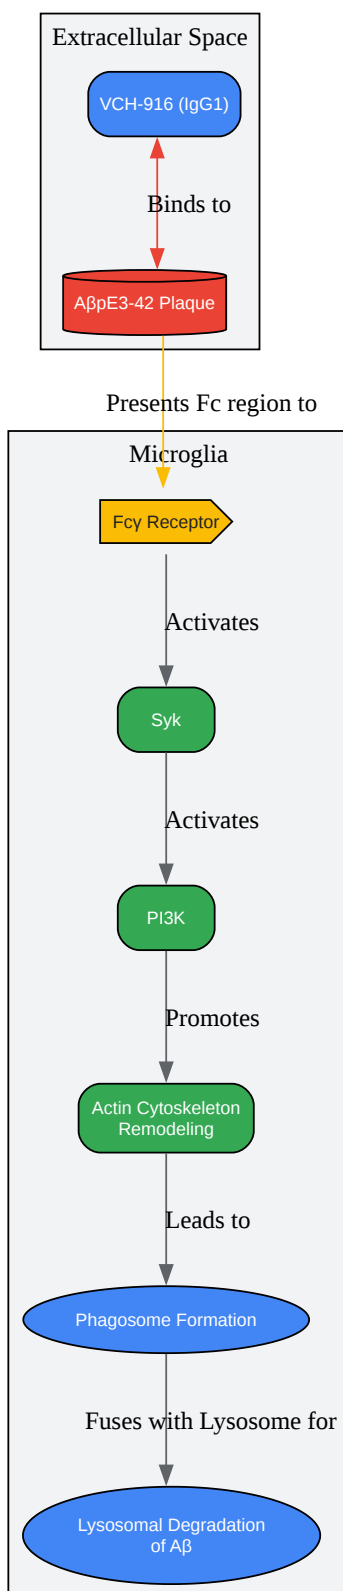 Extracellular Space
VCH-916 (IgG1)
Binds to
AβpE3-42 Plaque
Presents Fc region to
Microglia
Fcγ Receptor
Activates
Syk
Activates
PI3K
Promotes
Actin Cytoskeleton
Remodeling
Leads to
Phagosome Formation
Fuses with Lysosome for
Lysosomal Degradation
of Aβ